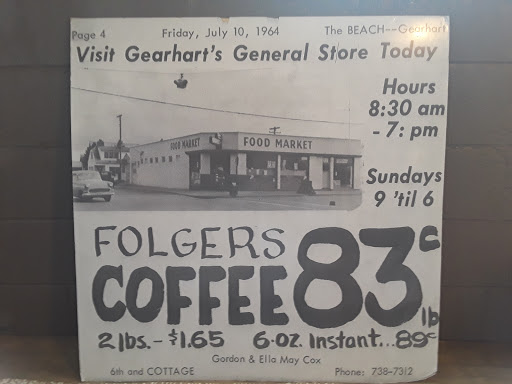 Page 4 Friday, July 10, 1964 The BEACH--Gearhart
Visit Gearhart's General Store Today
Hours
8:30 am
- 7: pm
FOOD MARKET FOOD MARKET
Sundays
9 'til 6
FOLGERS
COFFEE 83¢ lb
2 lbs. - $1.65 6-oz. Instant...89¢
Gordon & Ella May Cox
6th and COTTAGE Phone: 738-7312